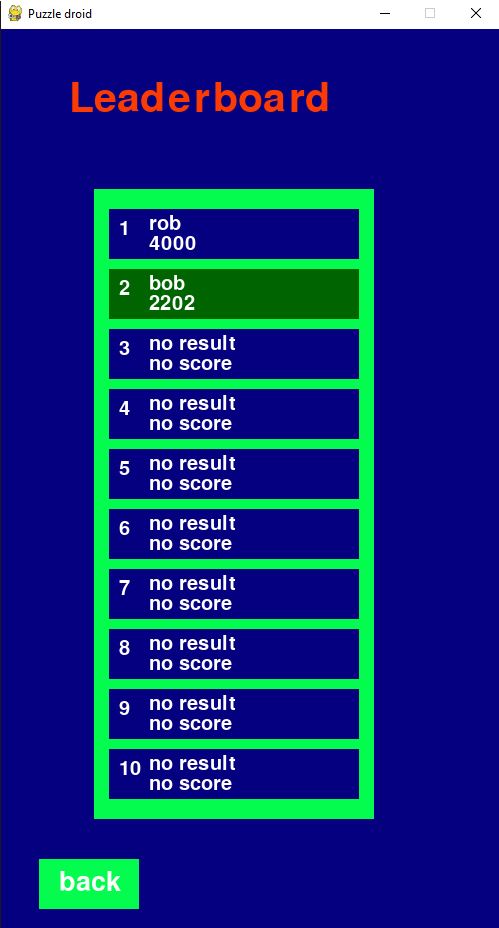 Puzzle droid
Leaderboard
1 rob
4000
2 bob
2202
3 no result
no score
4 no result
no score
5 no result
no score
6 no result
no score
7 no result
no score
8 no result
no score
9 no result
no score
10 no result
no score
back